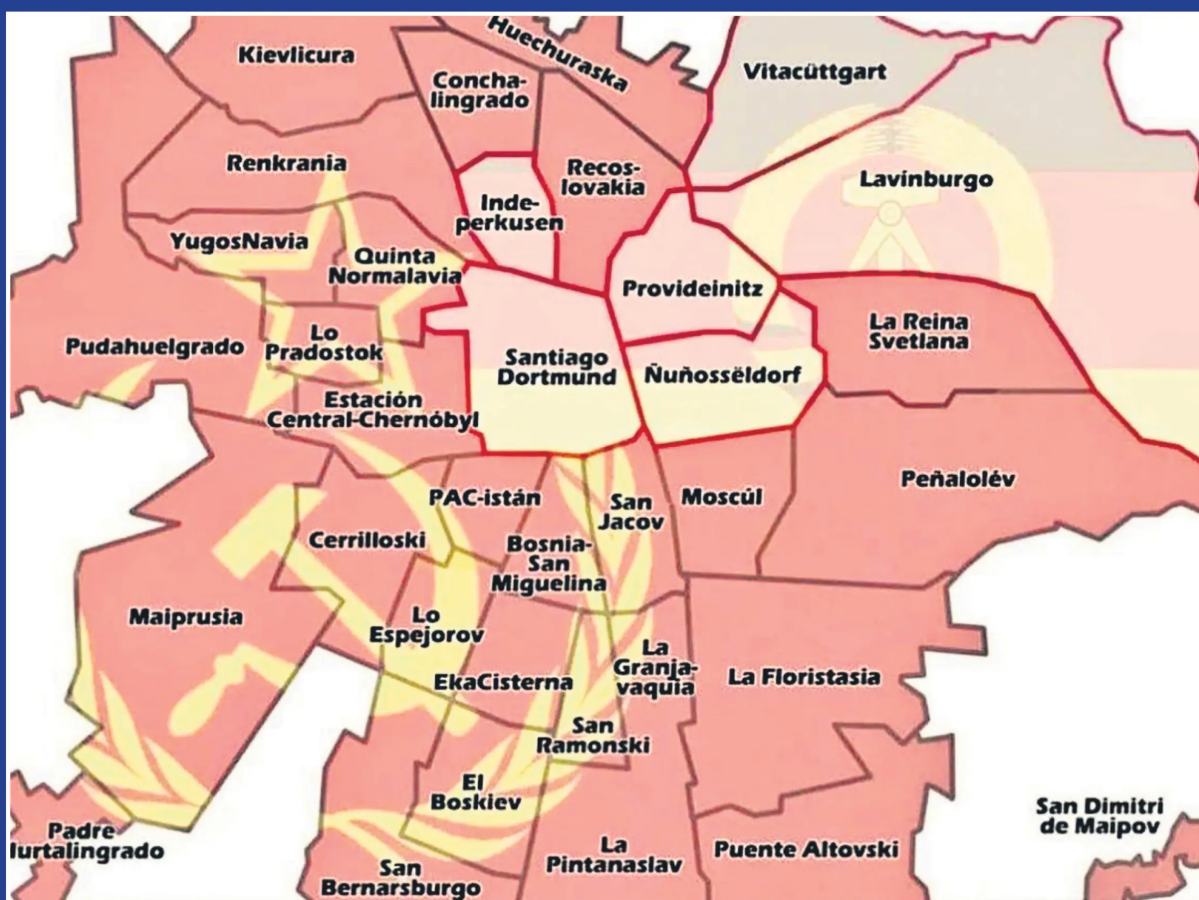 Kievlicura
Huechuraska
Concha-
lingrado
Vitacüttgart
Renkrania
Recos-
lovakia
Lavinburgo
Inde-
perkusen
YugosNavia
Quinta
Normalavia
Provideinitz
La Reina
Svetlana
Pudahuelgrado
Lo
Pradostok
Santiago
Dortmund
Ñuñossëldorf
Estación
Central-Chernóbyl
Peñalolév
PAC-istán
San
Jacov
Moscúl
Cerrilloski
Bosnia-
San
Miguelina
Maiprusia
Lo
Espejorov
La
Granja-
vaquia
La Floristasia
EkaCisterna
San
Ramonski
El
Boskiev
San Dimitri
de Maipov
Padre
urtalingrado
La
Pintanaslav
Puente Altovski
San
Bernarsburgo